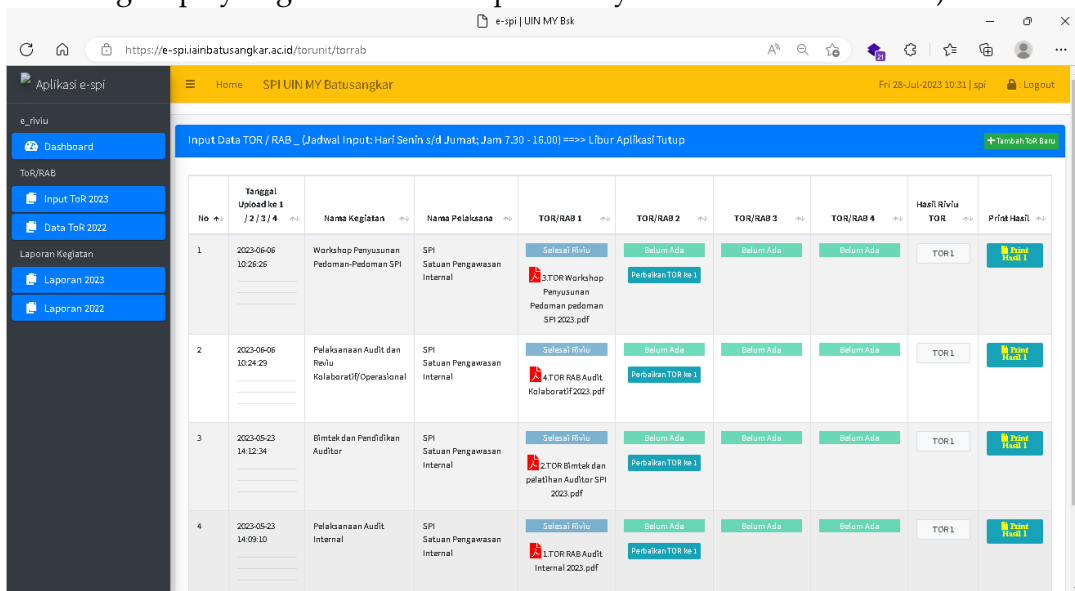 e-spi | UIN MY Bsk
https://e-spi.iainbatusangkar.ac.id/torunit/torrab
21
Aplikasi e-spi
Home SPI UIN MY Batusangkar
Fri 28-Jul-2023 10:31 | spi : Logout
e_riviu
Dashboard
ToR/RAB
Input ToR 2023
Data ToR 2022
Laporan Kegiatan
Laporan 2023
Laporan 2022
Input Data TOR / RAB _ (Jadwal Input: Hari Senin s/d Jumat; Jam 7.30 - 16.00) ==>> Libur Aplikasi Tutup
+Tambah ToR Baru
No
Tanggal
Upload ke 1
/ 2 / 3 / 4
Nama Kegiatan
Nama Pelaksana
TOR/RAB 1
TOR/RAB 2
TOR/RAB 3
TOR/RAB 4
Hasil Riviu
TOR
Print Hasil
1
2023-06-06
10:26:26
Workshop Penyusunan
Pedoman-Pedoman SPI
SPI
Satuan Pengawasan
Internal
Selesai Riviu
3.TOR Workshop
Penyusunan
Pedoman pedoman
SPI 2023.pdf
Belum Ada
Perbaikan TOR ke 1
Belum Ada
Belum Ada
TOR 1
Print
Hasil 1
2
2023-06-06
10:24:29
Pelaksanaan Audit dan
Reviu
Kolaboratif/Operasional
SPI
Satuan Pengawasan
Internal
Selesai Riviu
4.TOR RAB Audit
Kolaboratif 2023.pdf
Belum Ada
Perbaikan TOR ke 1
Belum Ada
Belum Ada
TOR 1
Print
Hasil 1
3
2023-05-23
14:12:34
Bimtek dan Pendidikan
Auditor
SPI
Satuan Pengawasan
Internal
Selesai Riviu
2.TOR Bimtek dan
pelatihan Auditor SPI
2023.pdf
Belum Ada
Perbaikan TOR ke 1
Belum Ada
Belum Ada
TOR 1
Print
Hasil 1
4
2023-05-23
14:09:10
Pelaksanaan Audit
Internal
SPI
Satuan Pengawasan
Internal
Selesai Riviu
1.TOR RAB Audit
Internal 2023.pdf
Belum Ada
Perbaikan TOR ke 1
Belum Ada
Belum Ada
TOR 1
Print
Hasil 1